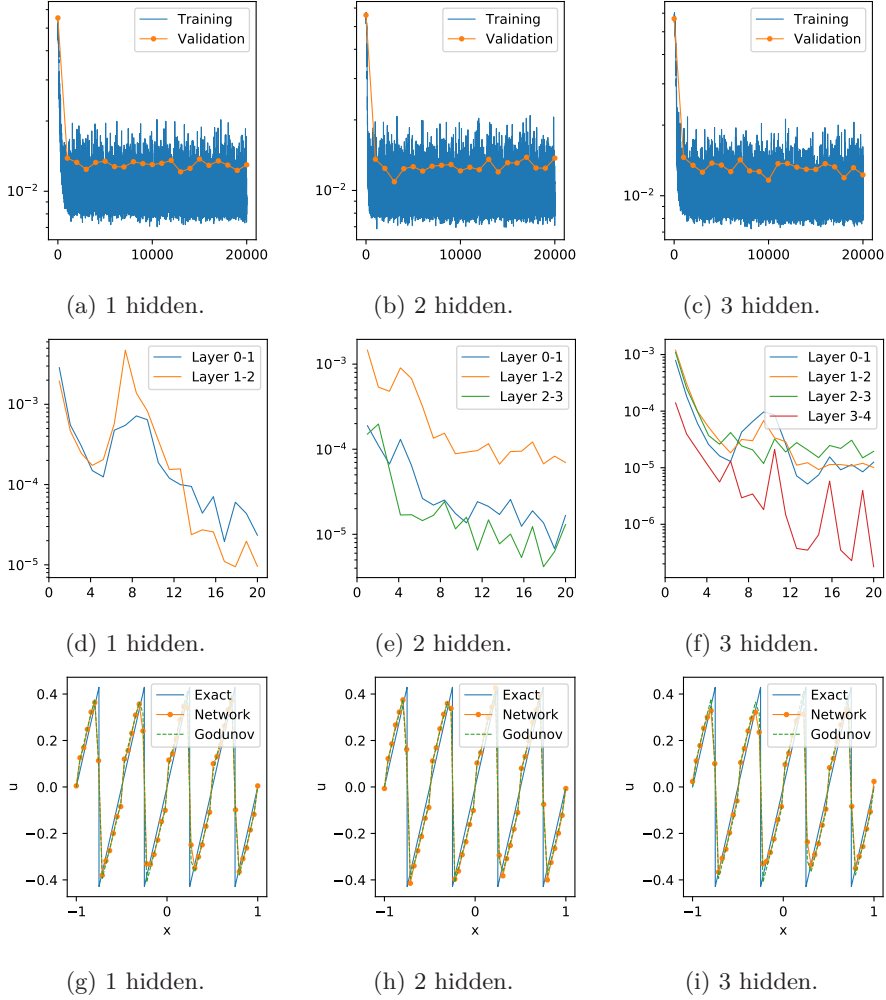 Training
Validation
10⁻²
0 10000 20000
(a) 1 hidden.
Training
Validation
10⁻²
0 10000 20000
(b) 2 hidden.
Training
Validation
10⁻²
0 10000 20000
(c) 3 hidden.
Layer 0-1
Layer 1-2
10⁻³
10⁻⁴
10⁻⁵
0 4 8 12 16 20
(d) 1 hidden.
Layer 0-1
Layer 1-2
Layer 2-3
10⁻³
10⁻⁴
10⁻⁵
0 4 8 12 16 20
(e) 2 hidden.
Layer 0-1
Layer 1-2
Layer 2-3
Layer 3-4
10⁻³
10⁻⁴
10⁻⁵
10⁻⁶
0 4 8 12 16 20
(f) 3 hidden.
Exact
Network
Godunov
0.4
0.2
0.0
−0.2
−0.4
u
−1 0 1
x
(g) 1 hidden.
Exact
Network
Godunov
0.4
0.2
0.0
−0.2
−0.4
u
−1 0 1
x
(h) 2 hidden.
Exact
Network
Godunov
0.4
0.2
0.0
−0.2
−0.4
u
−1 0 1
x
(i) 3 hidden.